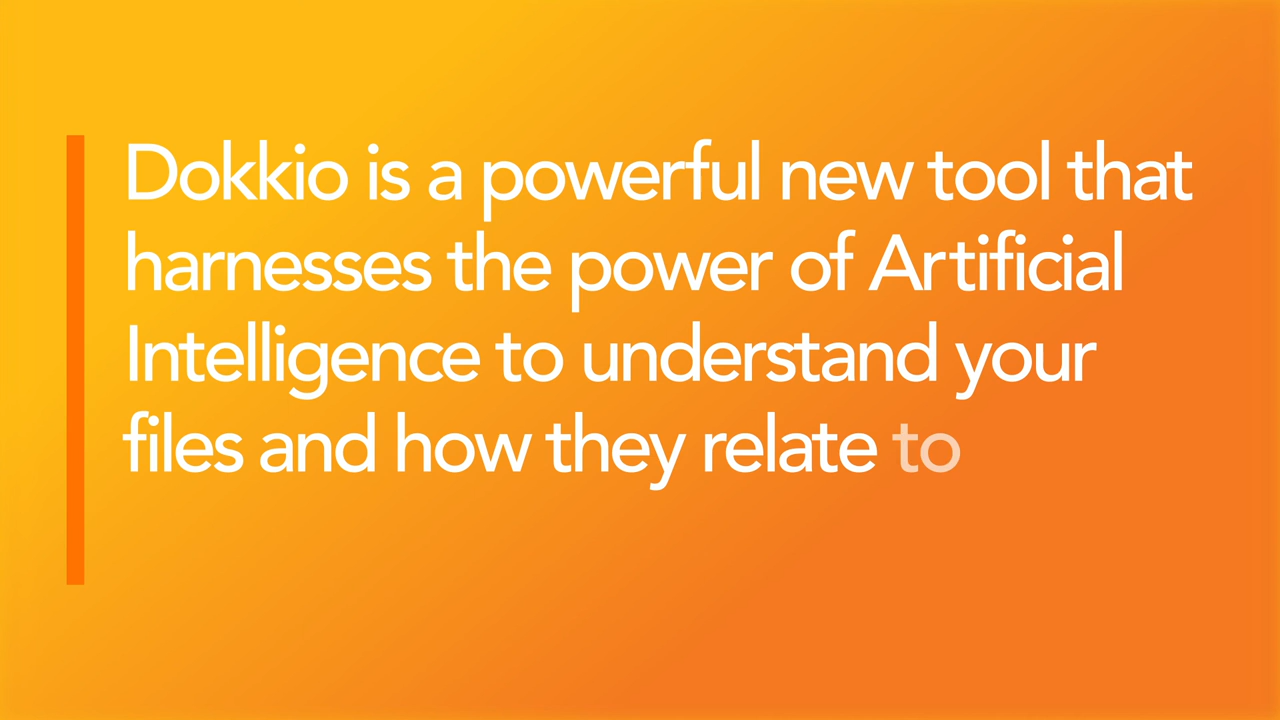 Dokkio is a powerful new tool that
harnesses the power of Artificial
Intelligence to understand your
files and how they relate to